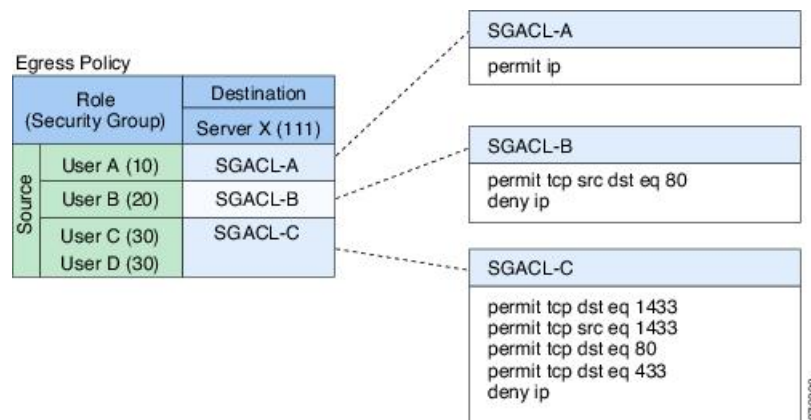 Egress Policy
Role
(Security Group)
Destination
Server X (111)
Source
User A (10)
SGACL-A
User B (20)
SGACL-B
User C (30)
User D (30)
SGACL-C
SGACL-A
permit ip
SGACL-B
permit tcp src dst eq 80
deny ip
SGACL-C
permit tcp dst eq 1433
permit tcp src eq 1433
permit tcp dst eq 80
permit tcp dst eq 433
deny ip